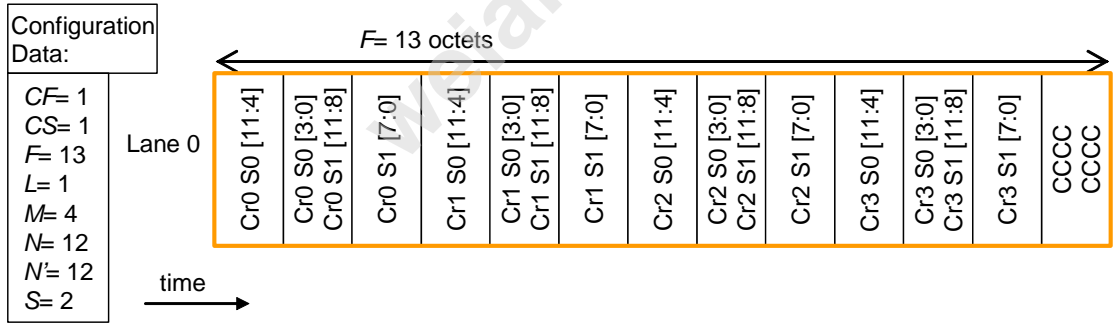 Configuration
Data:
F= 13 octets
CF= 1
CS= 1
F= 13
L= 1
M= 4
N= 12
N'= 12
S= 2
Lane 0
Cr0 S0 [11:4]
Cr0 S0 [3:0]
Cr0 S1 [11:8]
Cr0 S1 [7:0]
Cr1 S0 [11:4]
Cr1 S0 [3:0]
Cr1 S1 [11:8]
Cr1 S1 [7:0]
Cr2 S0 [11:4]
Cr2 S0 [3:0]
Cr2 S1 [11:8]
Cr2 S1 [7:0]
Cr3 S0 [11:4]
Cr3 S0 [3:0]
Cr3 S1 [11:8]
Cr3 S1 [7:0]
CCCC
CCCC
time